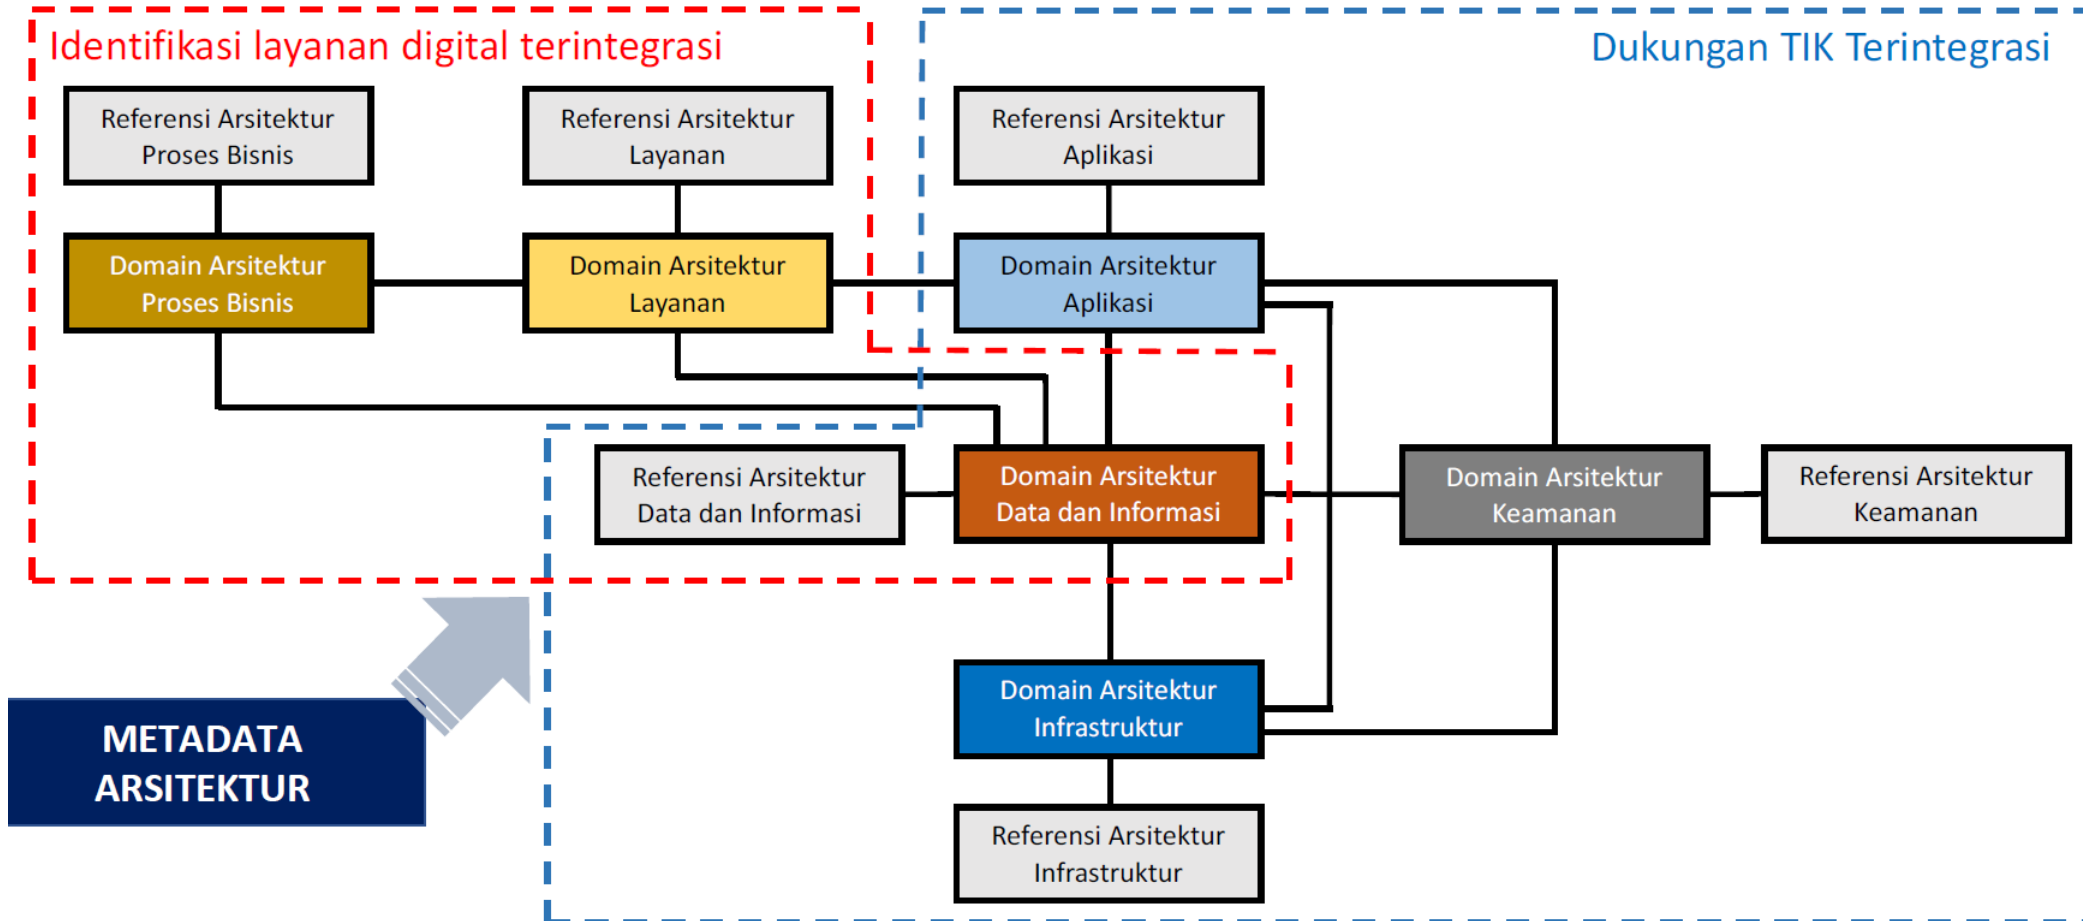 Identifikasi layanan digital terintegrasi
Dukungan TIK Terintegrasi
Referensi Arsitektur
Proses Bisnis
Referensi Arsitektur
Layanan
Referensi Arsitektur
Aplikasi
Domain Arsitektur
Proses Bisnis
Domain Arsitektur
Layanan
Domain Arsitektur
Aplikasi
Referensi Arsitektur
Data dan Informasi
Domain Arsitektur
Data dan Informasi
Domain Arsitektur
Keamanan
Referensi Arsitektur
Keamanan
Domain Arsitektur
Infrastruktur
METADATA
ARSITEKTUR
Referensi Arsitektur
Infrastruktur